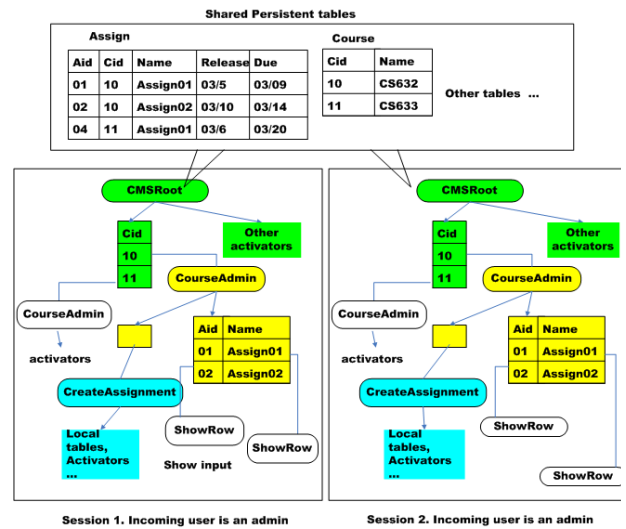 Shared Persistent tables
Assign
Aid Cid Name Release Due
01 10 Assign01 03/5 03/09
02 10 Assign02 03/10 03/14
04 11 Assign01 03/6 03/20
Course
Cid Name
10 CS632
11 CS633
Other tables ...
CMSRoot
Cid
10
11
Other
activators
CourseAdmin
CourseAdmin
activators
Aid Name
01 Assign01
02 Assign02
CreateAssignment
ShowRow
ShowRow
Local
tables,
Activators
...
Show input
Session 1. Incoming user is an admin
CMSRoot
Cid
10
11
Other
activators
CourseAdmin
CourseAdmin
activators
Aid Name
01 Assign01
02 Assign02
CreateAssignment
ShowRow
ShowRow
Local
tables,
Activators
...
Session 2. Incoming user is an admin